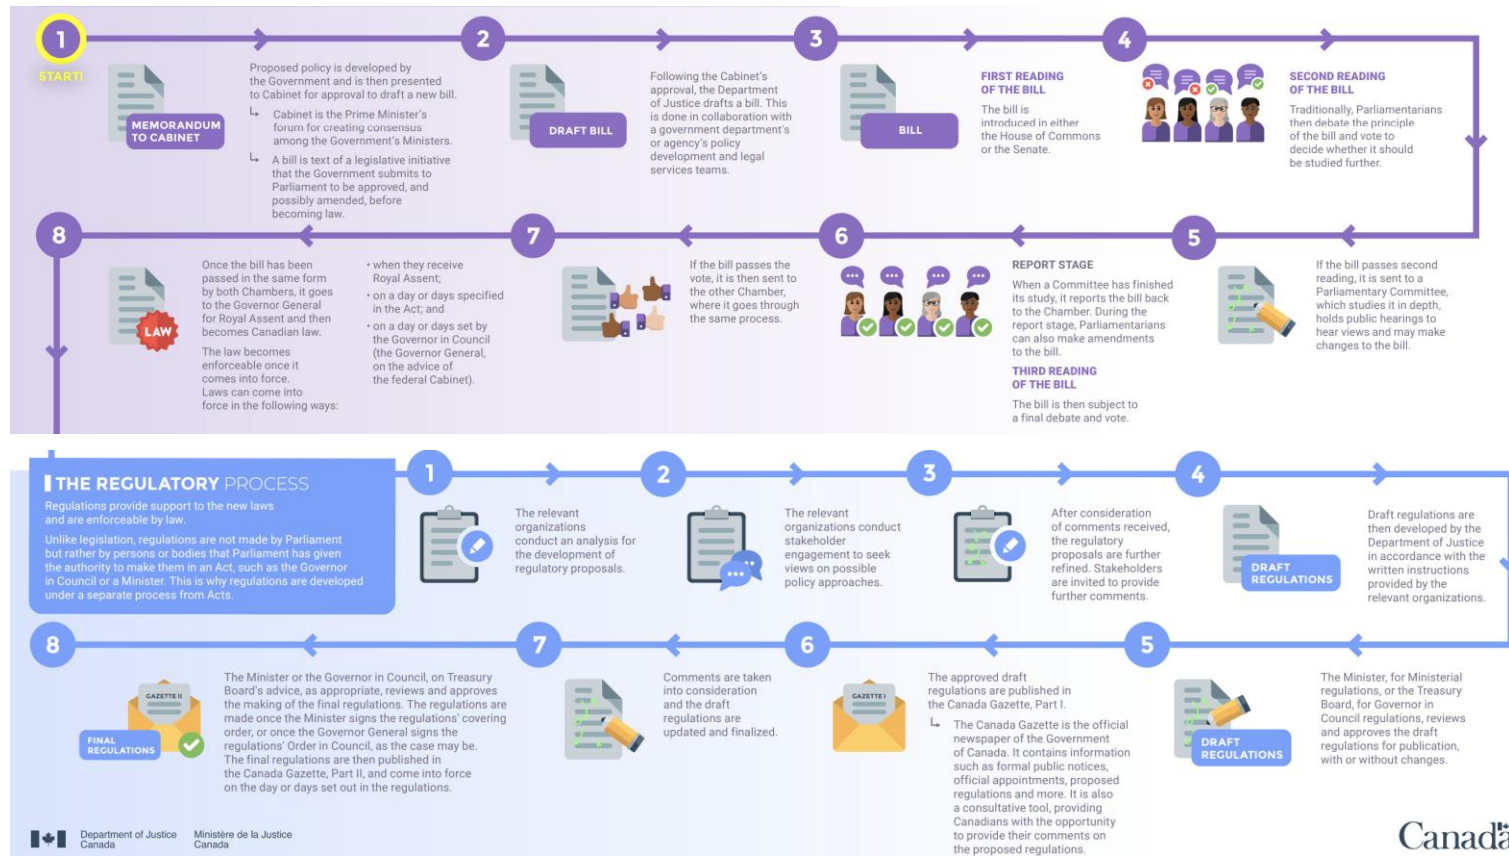 1
START!
MEMORANDUM
TO CABINET
Proposed policy is developed by
the Government and is then presented
to Cabinet for approval to draft a new bill.
Cabinet is the Prime Minister's
forum for creating consensus
among the Government's Ministers.
A bill is text of a legislative initiative
that the Government submits to
Parliament to be approved, and
possibly amended, before
becoming law.
2
DRAFT BILL
Following the Cabinet's
approval, the Department
of Justice drafts a bill. This
is done in collaboration with
a government department's
or agency's policy
development and legal
services teams.
3
BILL
FIRST READING
OF THE BILL
The bill is
introduced in either
the House of Commons
or the Senate.
4
SECOND READING
OF THE BILL
Traditionally, Parliamentarians
then debate the principle
of the bill and vote to
decide whether it should
be studied further.
5
If the bill passes second
reading, it is sent to a
Parliamentary Committee,
which studies it in depth,
holds public hearings to
hear views and may make
changes to the bill.
6
REPORT STAGE
When a Committee has finished
its study, it reports the bill back
to the Chamber. During the
report stage, Parliamentarians
can also make amendments
to the bill.
THIRD READING
OF THE BILL
The bill is then subject to
a final debate and vote.
7
If the bill passes the
vote, it is then sent to
the other Chamber,
where it goes through
the same process.
8
LAW
Once the bill has been
passed in the same form
by both Chambers, it goes
to the Governor General
for Royal Assent and then
becomes Canadian law.
The law becomes
enforceable once it
comes into force.
Laws can come into
force in the following ways:
• when they receive
Royal Assent;
• on a day or days specified
in the Act; and
• on a day or days set by
the Governor in Council
(the Governor General,
on the advice of
the federal Cabinet).
THE REGULATORY PROCESS
Regulations provide support to the new laws
and are enforceable by law.
Unlike legislation, regulations are not made by Parliament
but rather by persons or bodies that Parliament has given
the authority to make them in an Act, such as the Governor
in Council or a Minister. This is why regulations are developed
under a separate process from Acts.
1
The relevant
organizations
conduct an analysis for
the development of
regulatory proposals.
2
The relevant
organizations conduct
stakeholder
engagement to seek
views on possible
policy approaches.
3
After consideration
of comments received,
the regulatory
proposals are further
refined. Stakeholders
are invited to provide
further comments.
4
DRAFT
REGULATIONS
Draft regulations are
then developed by the
Department of Justice
in accordance with the
written instructions
provided by the
relevant organizations.
5
DRAFT
REGULATIONS
The Minister, for Ministerial
regulations, or the Treasury
Board, for Governor in
Council regulations, reviews
and approves the draft
regulations for publication,
with or without changes.
6
GAZETTE I
The approved draft
regulations are published in
the Canada Gazette, Part I.
The Canada Gazette is the official
newspaper of the Government
of Canada. It contains information
such as formal public notices,
official appointments, proposed
regulations and more. It is also
a consultative tool, providing
Canadians with the opportunity
to provide their comments on
the proposed regulations.
7
Comments are taken
into consideration
and the draft
regulations are
updated and finalized.
8
GAZETTE II
FINAL
REGULATIONS
The Minister or the Governor in Council, on Treasury
Board's advice, as appropriate, reviews and approves
the making of the final regulations. The regulations are
made once the Minister signs the regulations' covering
order, or once the Governor General signs the
regulations' Order in Council, as the case may be.
The final regulations are then published in
the Canada Gazette, Part II, and come into force
on the day or days set out in the regulations.
Department of Justice
Canada
Ministère de la Justice
Canada
Canada